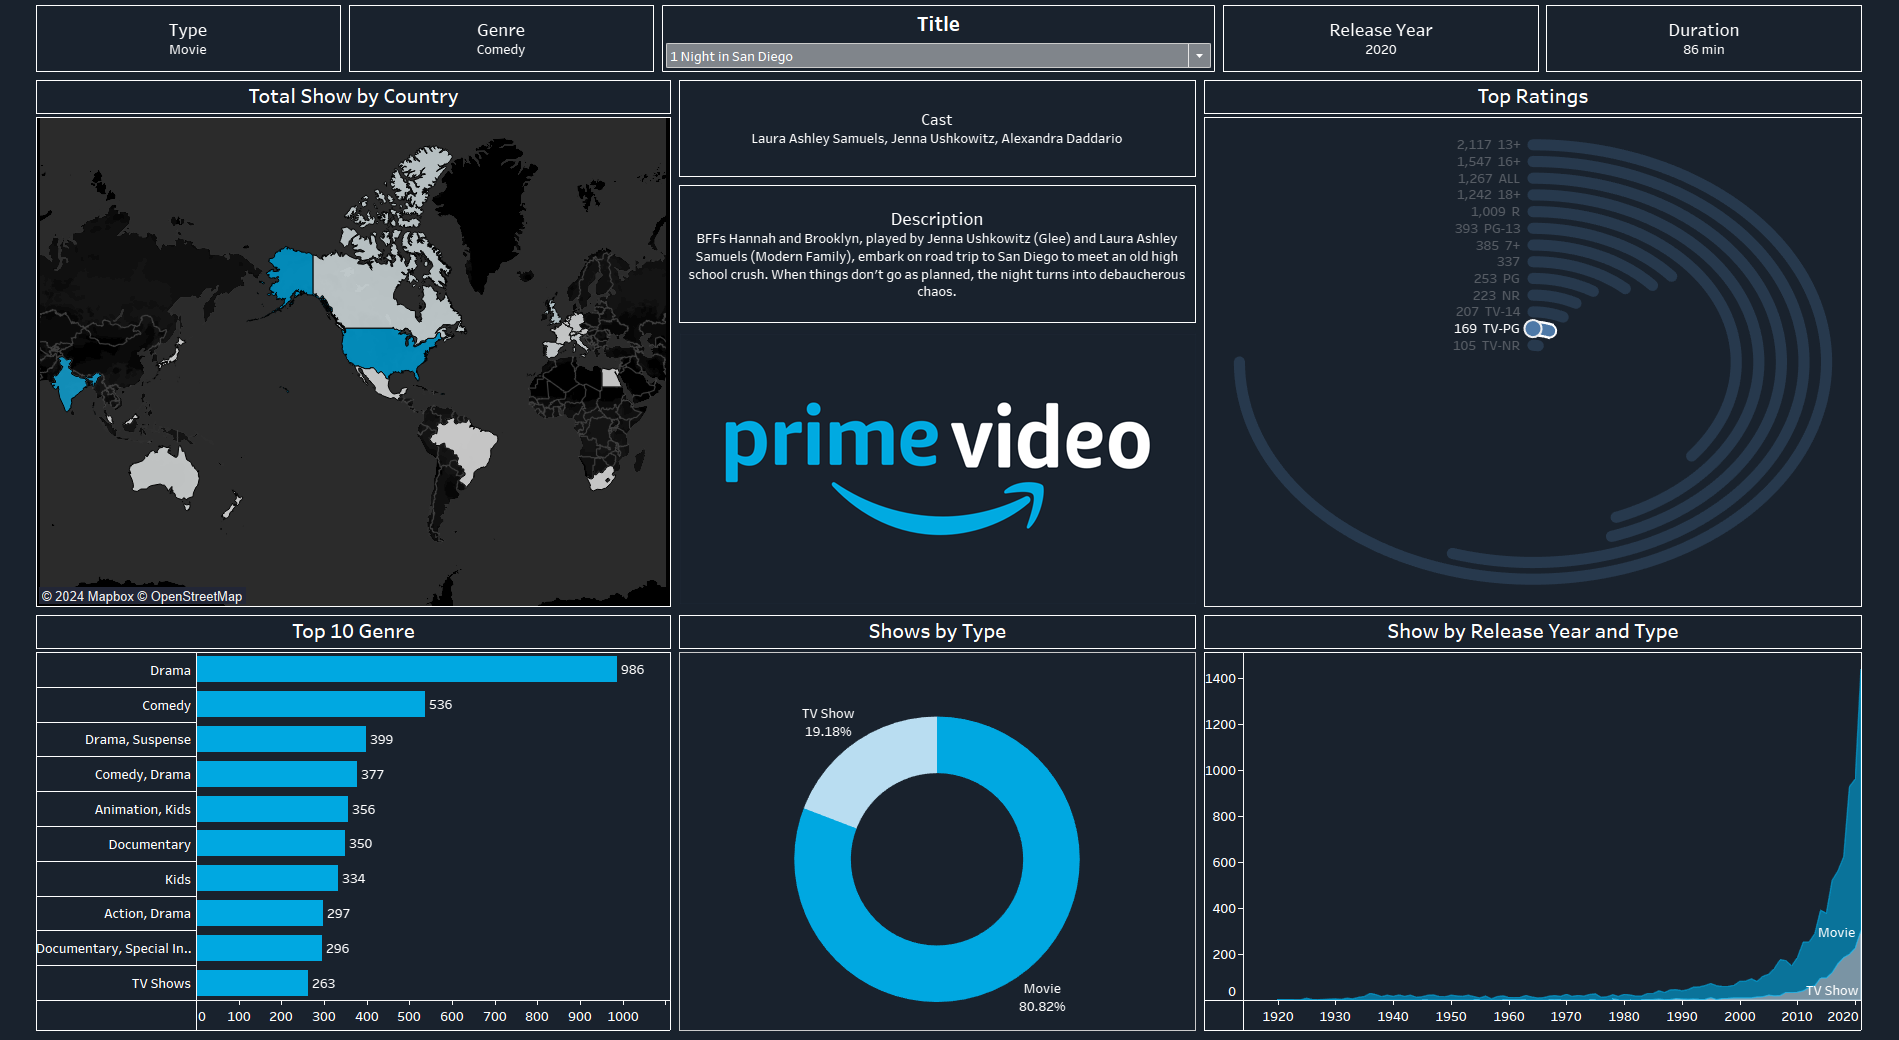 Type
Movie
Genre
Comedy
Title
1 Night in San Diego
Release Year
2020
Duration
86 min
Total Show by Country
© 2024 Mapbox © OpenStreetMap
Cast
Laura Ashley Samuels, Jenna Ushkowitz, Alexandra Daddario
Description
BFFs Hannah and Brooklyn, played by Jenna Ushkowitz (Glee) and Laura Ashley
Samuels (Modern Family), embark on road trip to San Diego to meet an old high
school crush. When things don’t go as planned, the night turns into debaucherous
chaos.
prime video
Top Ratings
2,117 13+
1,547 16+
1,267 ALL
1,242 18+
1,009 R
393 PG-13
385 7+
337
253 PG
223 NR
207 TV-14
169 TV-PG
105 TV-NR
Top 10 Genre
Drama 986
Comedy 536
Drama, Suspense 399
Comedy, Drama 377
Animation, Kids 356
Documentary 350
Kids 334
Action, Drama 297
Documentary, Special In.. 296
TV Shows 263
0 100 200 300 400 500 600 700 800 900 1000
Shows by Type
TV Show
19.18%
Movie
80.82%
Show by Release Year and Type
1400
1200
1000
800
600
400
Movie
200
TV Show
0
1920 1930 1940 1950 1960 1970 1980 1990 2000 2010 2020